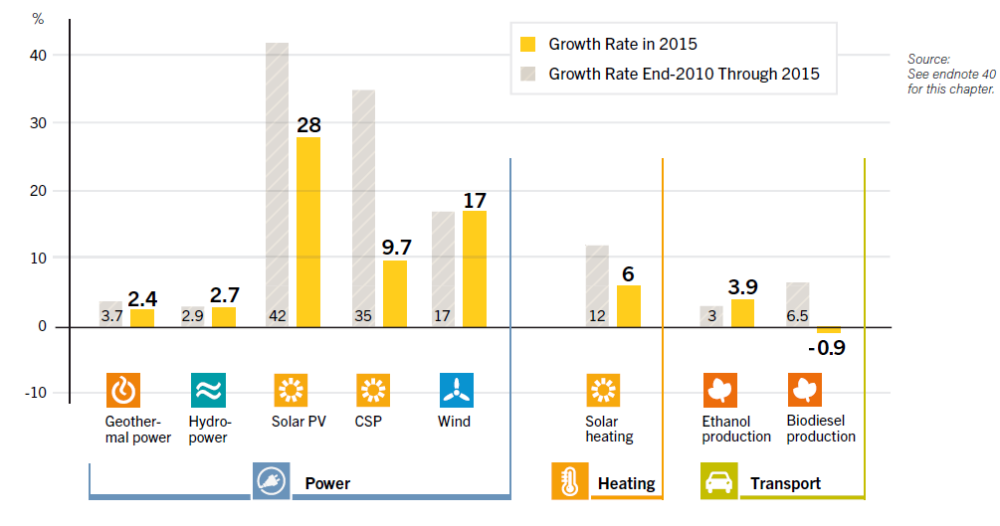 %
40
30
20
10
0
-10
Growth Rate in 2015
Growth Rate End-2010 Through 2015
Source:
See endnote 40
for this chapter.
3.7
2.4
2.9
2.7
42
28
35
9.7
17
17
12
6
3
3.9
6.5
-0.9
Geother-
mal power
Hydro-
power
Solar PV
CSP
Wind
Solar
heating
Ethanol
production
Biodiesel
production
Power
Heating
Transport